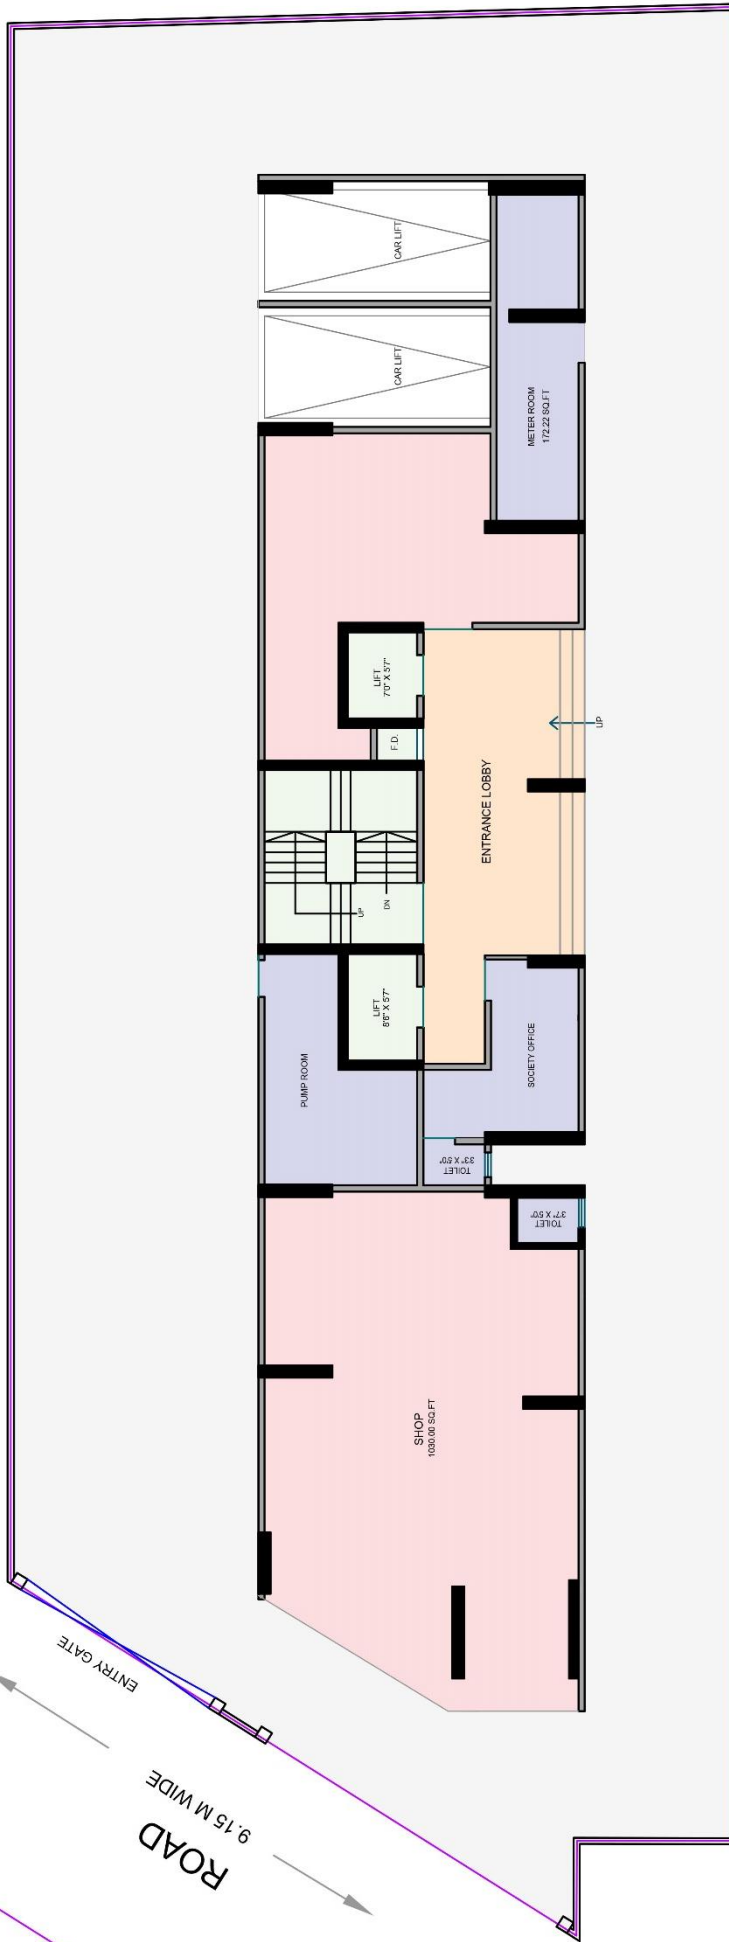 CAR LIFT
CAR LIFT
METER ROOM
172.22 SQ.FT
LIFT
7'0" X 5'7"
F.D.
UP
ENTRANCE LOBBY
UP
DN
LIFT
8'6" X 5'7"
PUMP ROOM
SOCIETY OFFICE
TOILET
3'3" X 5'0"
TOILET
3'7" X 5'0"
SHOP
1030.00 SQ.FT
ENTRY GATE
9.15 M WIDE
ROAD